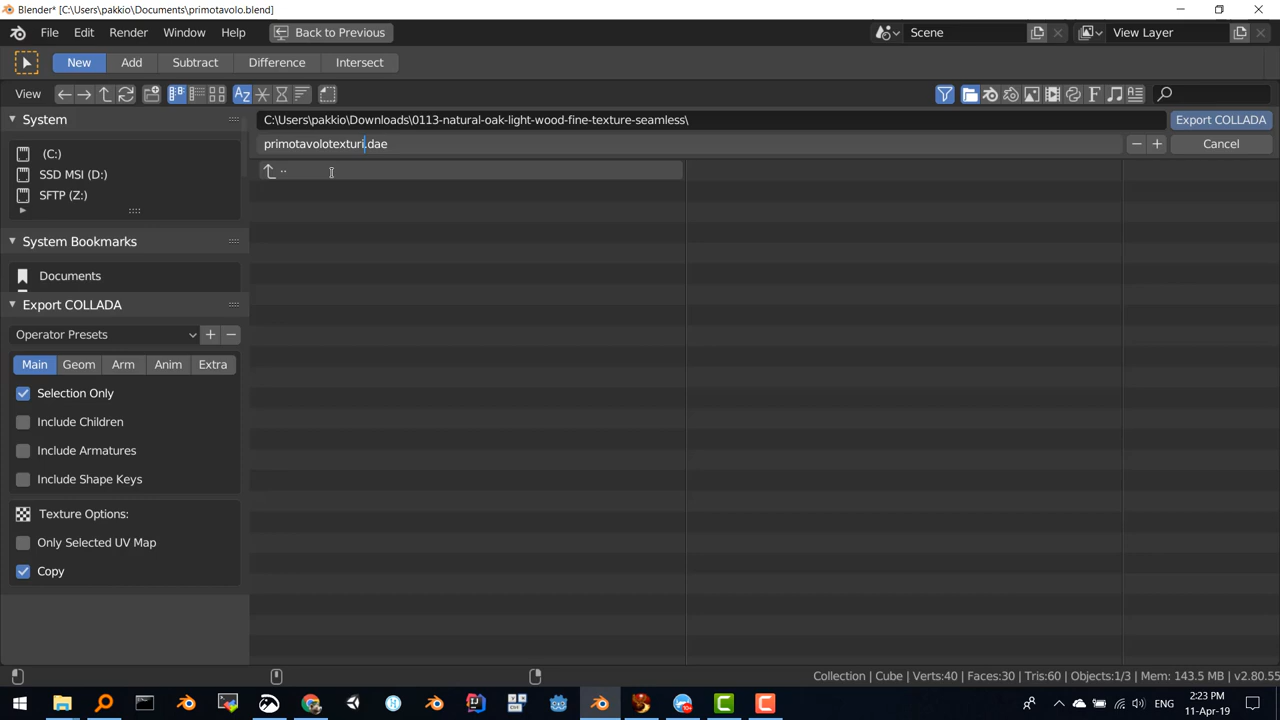 Blender* [C:\Users\pakkio\Documents\primotavolo.blend]
File Edit Render Window Help Back to Previous Scene View Layer
New Add Subtract Difference Intersect
View
System
C:\Users\pakkio\Downloads\0113-natural-oak-light-wood-fine-texture-seamless\
Export COLLADA
primotavolotexturi.dae
Cancel
(C:)
..
SSD MSI (D:)
SFTP (Z:)
System Bookmarks
Documents
Export COLLADA
Operator Presets
Main Geom Arm Anim Extra
Selection Only
Include Children
Include Armatures
Include Shape Keys
Texture Options:
Only Selected UV Map
Copy
Collection | Cube | Verts:40 | Faces:30 | Tris:60 | Objects:1/3 | Mem: 143.5 MB | v2.80.55
ENG
2:23 PM
11-Apr-19